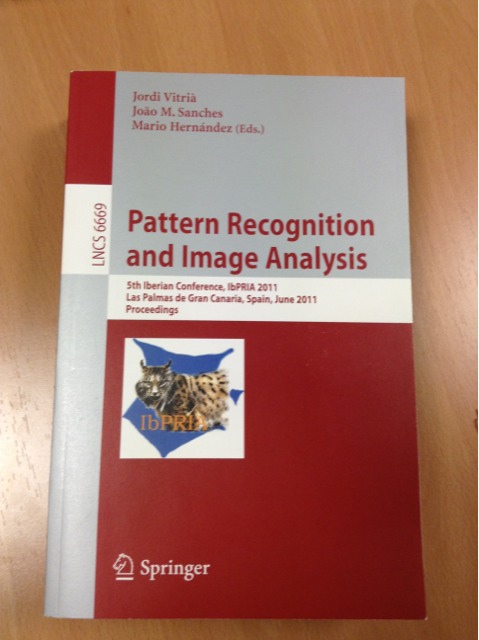 Jordi Vitrià
João M. Sanches
Mario Hernández (Eds.)
LNCS 6669
Pattern Recognition
and Image Analysis
5th Iberian Conference, IbPRIA 2011
Las Palmas de Gran Canaria, Spain, June 2011
Proceedings
IbPRIA
Springer